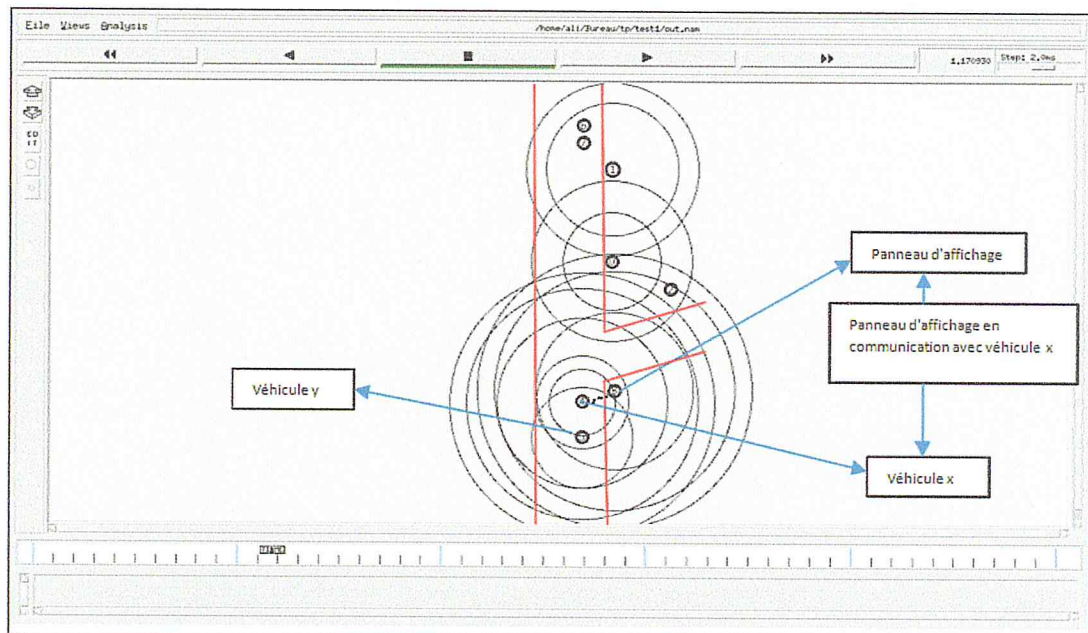 File Views Analysis
/home/ali/Bureau/tp/test1/out.nam
1.170930
Step: 2.0ms
1
Panneau d'affichage
Panneau d'affichage en
communication avec véhicule x
Véhicule y
Véhicule x